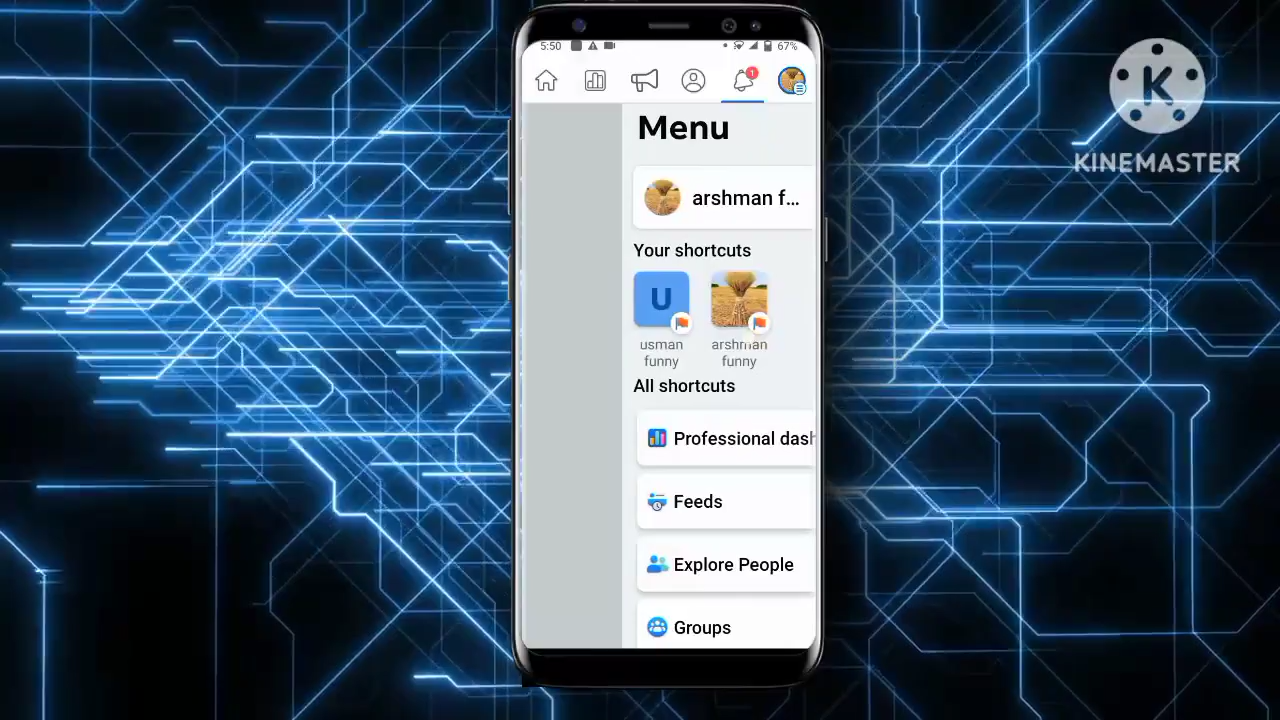 5:50
67%
1
K
KINEMASTER
Menu
arshman f...
Your shortcuts
U
usman
funny
arshman
funny
All shortcuts
Professional dash
Feeds
Explore People
Groups